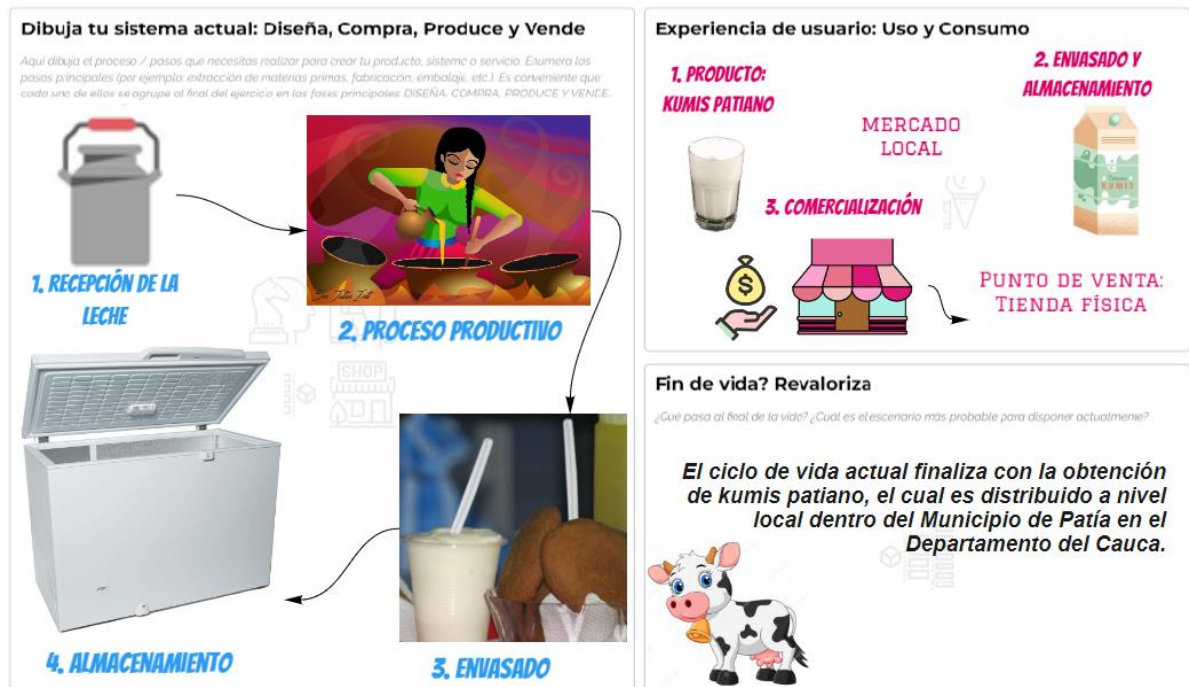 Dibuja tu sistema actual: Diseña, Compra, Produce y Vende
Aquí dibuja el proceso / pasos que necesitas realizar para crear tu producto, sistema o servicio. Enumera los
pasos principales (por ejemplo: extracción de materias primas, fabricación, embalaje, etc.). Es conveniente que
cada uno de ellos se agrupe al final del ejercicio en las fases principales: DISEÑA, COMPRA, PRODUCE Y VENDE.
1. RECEPCIÓN DE LA
LECHE
2. PROCESO PRODUCTIVO
SHOP
4. ALMACENAMIENTO
3. ENVASADO
Experiencia de usuario: Uso y Consumo
1. PRODUCTO:
KUMIS PATIANO
MERCADO
LOCAL
2. ENVASADO Y
ALMACENAMIENTO
KUMIS
3. COMERCIALIZACIÓN
$
PUNTO DE VENTA:
TIENDA FÍSICA
Fin de vida? Revaloriza
¿Qué pasa al final de la vida? ¿Cuál es el escenario más probable para disponer actualmente?
El ciclo de vida actual finaliza con la obtención
de kumis patiano, el cual es distribuido a nivel
local dentro del Municipio de Patía en el
Departamento del Cauca.